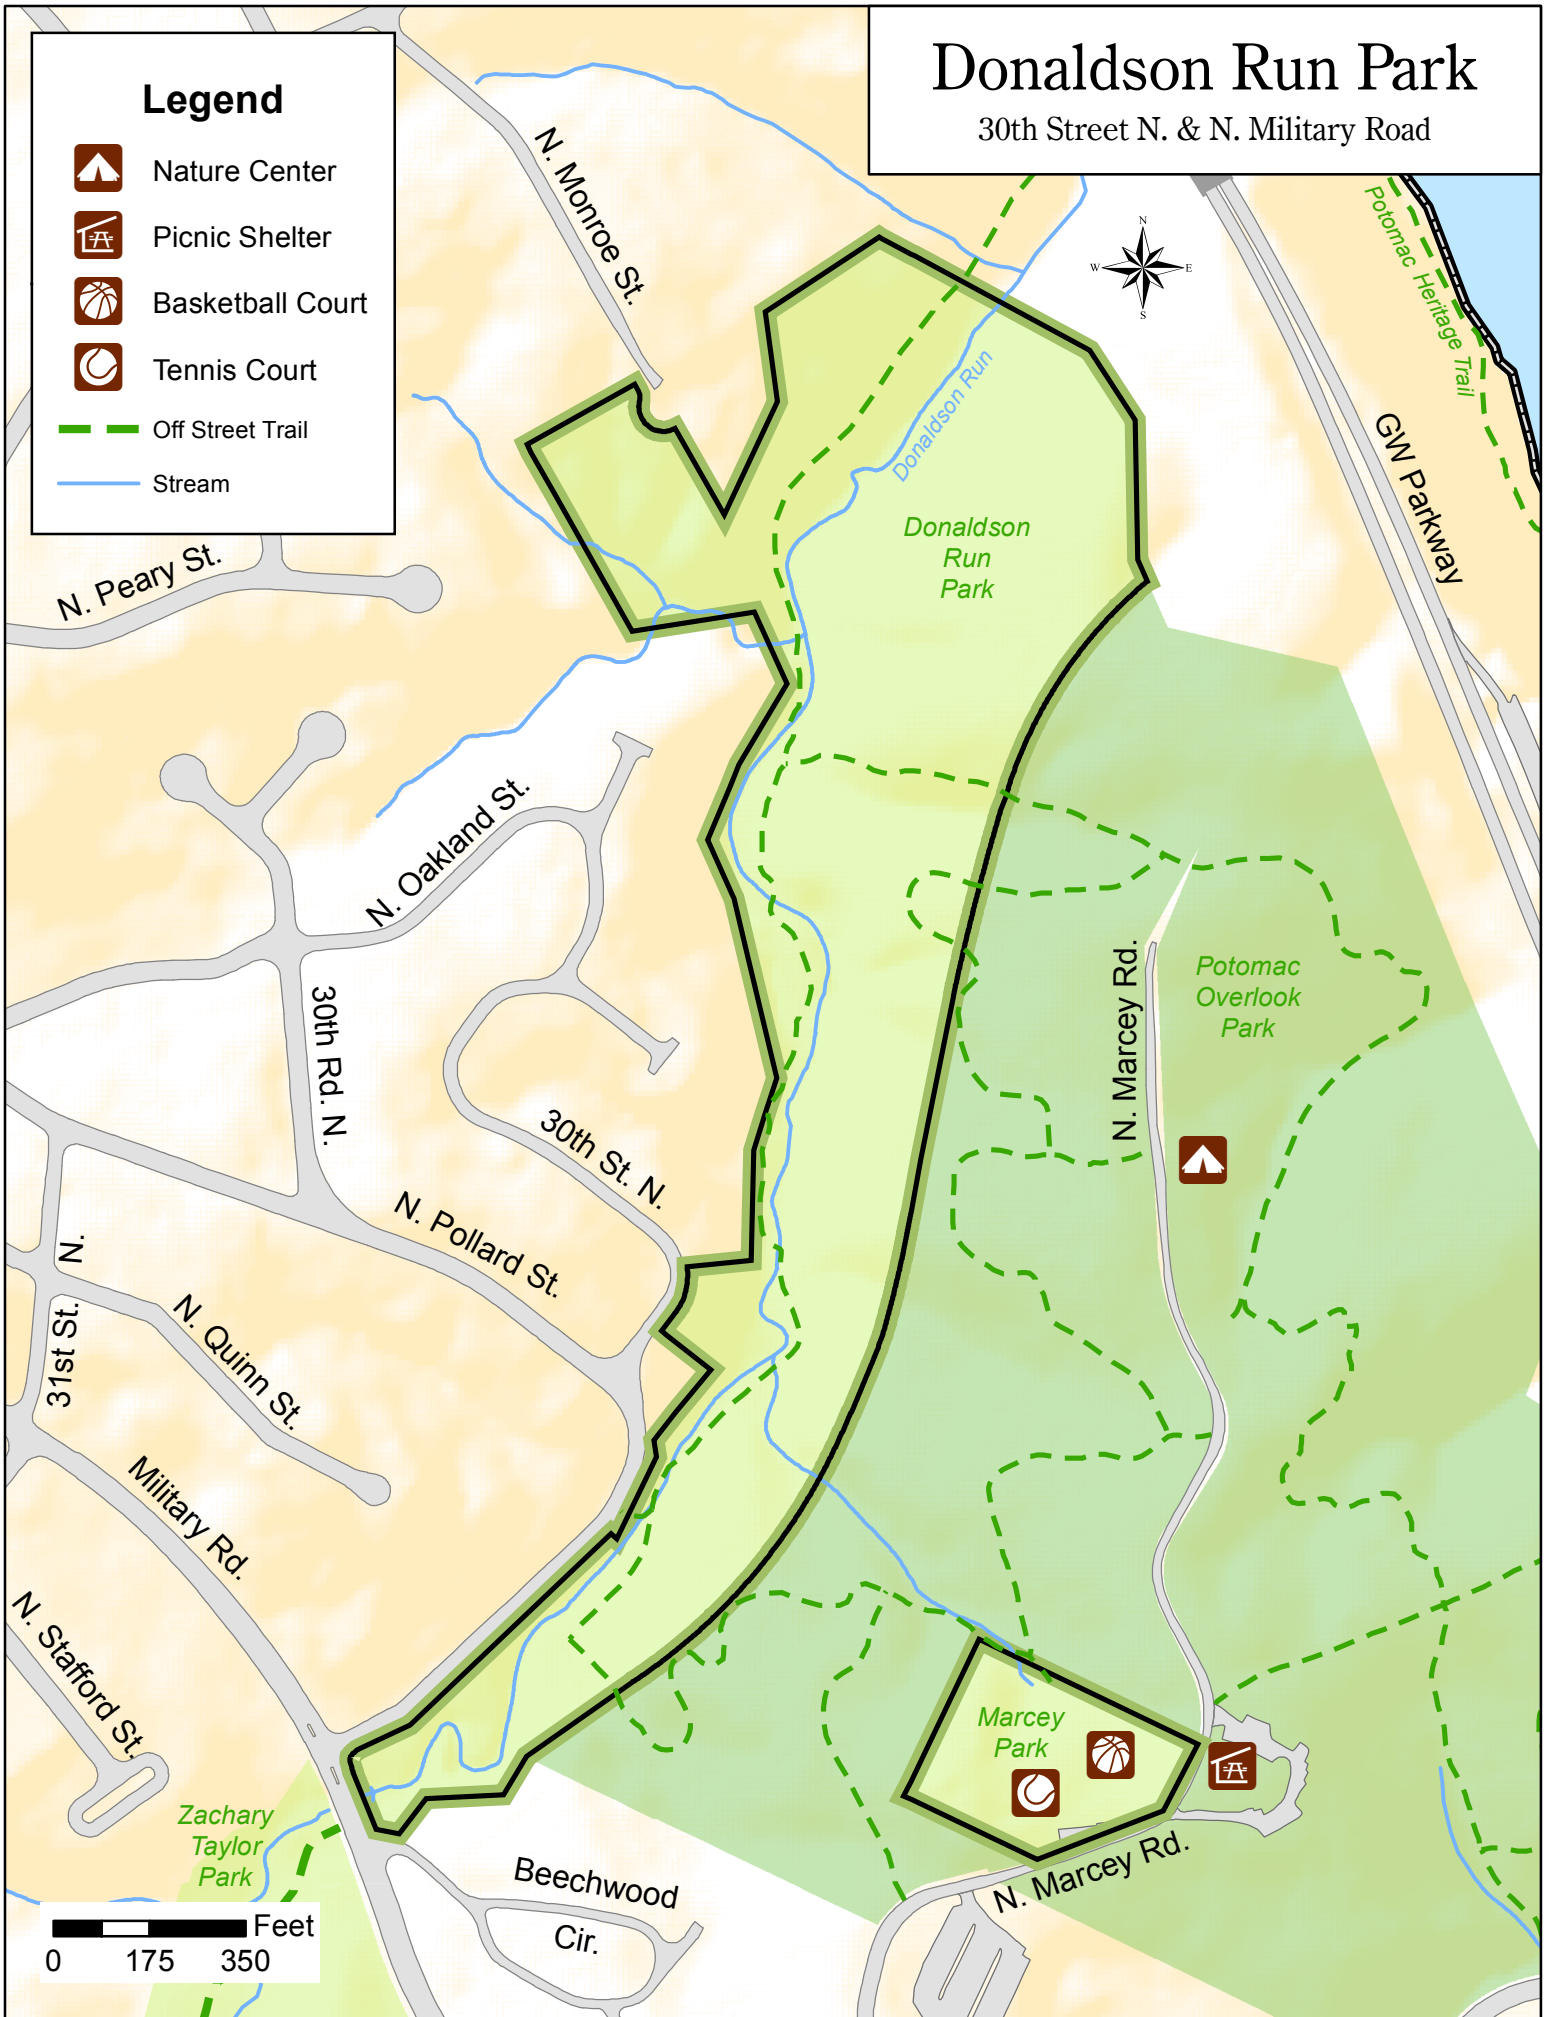 Donaldson Run Park
30th Street N. & N. Military Road
Legend
Nature Center
Picnic Shelter
Basketball Court
Tennis Court
Off Street Trail
Stream
N. Monroe St.
N
W
E
S
Potomac Heritage Trail
GW Parkway
Donaldson Run
Donaldson
Run
Park
N. Peary St.
N. Oakland St.
30th Rd. N.
N. Marcey Rd.
Potomac
Overlook
Park
30th St. N.
N. Pollard St.
31st St. N.
N. Quinn St.
Military Rd.
N. Stafford St.
Marcey
Park
Zachary
Taylor
Park
N. Marcey Rd.
Beechwood
Cir.
Feet
0 175 350